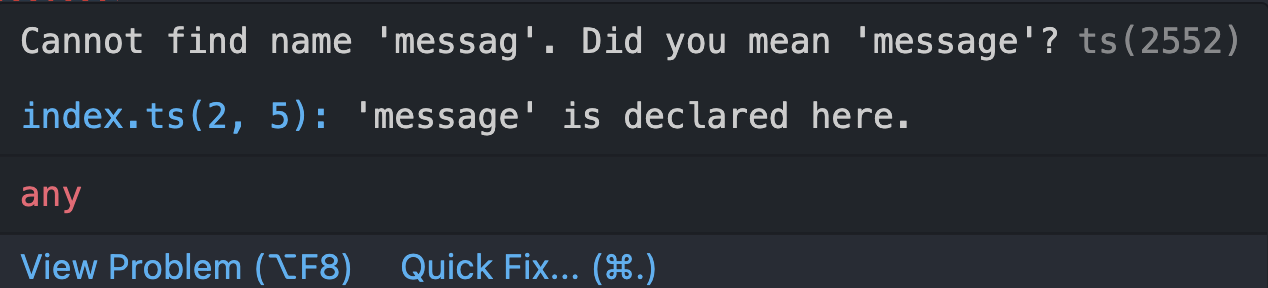 Cannot find name 'messag'. Did you mean 'message'? ts(2552)
index.ts(2, 5): 'message' is declared here.
any
View Problem (⌥F8) Quick Fix... (⌘.)